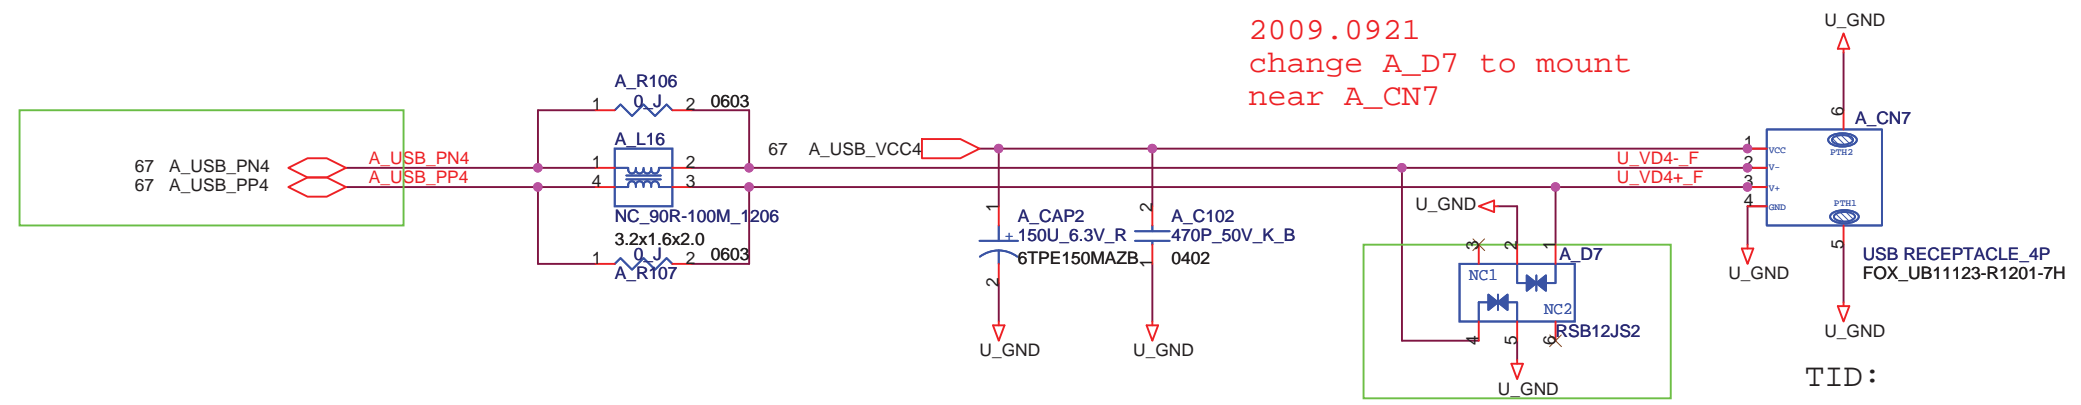 U_GND
2009.0921
change A_D7 to mount
near A_CN7
A_R106
1 0_J 2 0603
6
A_CN7
A_L16
67 A_USB_VCC4
1 VCC
PTH2
67 A_USB_PN4
A_USB_PN4
1 2
U_VD4-_F
2 V-
67 A_USB_PP4
A_USB_PP4
4 3
U_VD4+_F
3 V+
4 GND
PTH1
NC_90R-100M_1206
3.2x1.6x2.0
1 0_J 2 0603
A_R107
1
A_CAP2
+ 150U_6.3V_R
6TPE150MAZB
2
2
A_C102
470P_50V_K_B
1 0402
U_GND
3 2 1
A_D7
NC1
NC2
RSB12JS2
4 5 6
U_GND
5
USB RECEPTACLE_4P
FOX_UB11123-R1201-7H
U_GND
U_GND
U_GND
U_GND
TID: